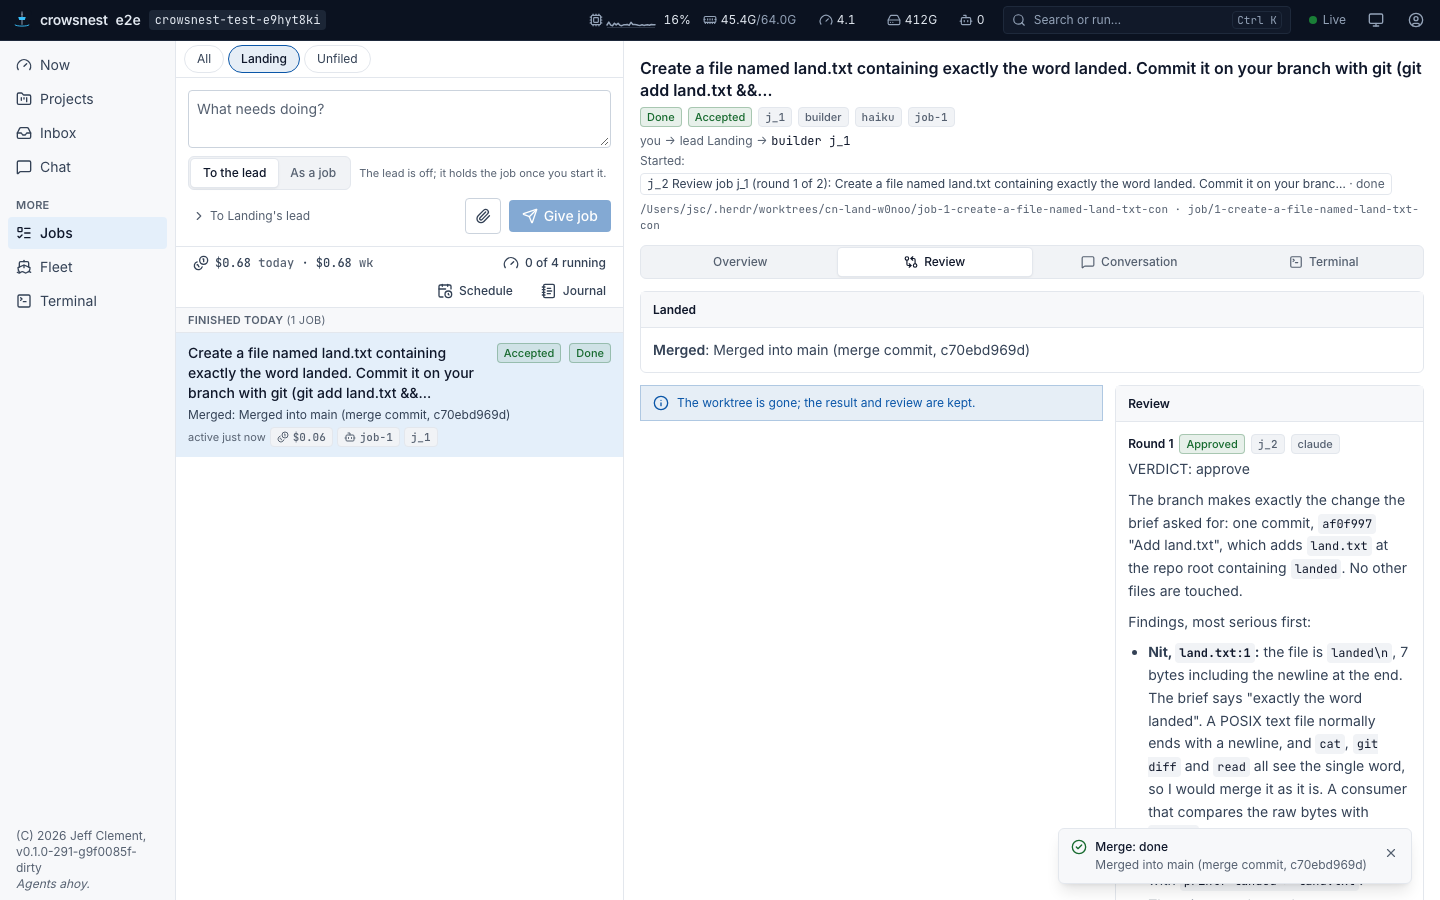 crowsnest e2e crowsnest-test-e9hyt8ki
16% 45.4G/64.0G 4.1 412G 0 Search or run... Ctrl K Live
Now
Projects
Inbox
Chat
MORE
Jobs
Fleet
Terminal
(C) 2026 Jeff Clement,
v0.1.0-291-g9f0085f-
dirty
Agents ahoy.
All Landing Unfiled
What needs doing?
To the lead As a job The lead is off; it holds the job once you start it.
To Landing's lead Give job
$0.68 today · $0.68 wk 0 of 4 running
Schedule Journal
FINISHED TODAY (1 JOB)
Create a file named land.txt containing Accepted Done
exactly the word landed. Commit it on your
branch with git (git add land.txt &&...
Merged: Merged into main (merge commit, c70ebd969d)
active just now $0.06 job-1 j_1
Create a file named land.txt containing exactly the word landed. Commit it on your branch with git (git
add land.txt &&...
Done Accepted j_1 builder haiku job-1
you → lead Landing → builder j_1
Started:
j_2 Review job j_1 (round 1 of 2): Create a file named land.txt containing exactly the word landed. Commit it on your branc... · done
/Users/jsc/.herdr/worktrees/cn-land-w0noo/job-1-create-a-file-named-land-txt-con · job/1-create-a-file-named-land-txt-
con
Overview Review Conversation Terminal
Landed
Merged: Merged into main (merge commit, c70ebd969d)
The worktree is gone; the result and review are kept.
Review
Round 1 Approved j_2 claude
VERDICT: approve
The branch makes exactly the change the
brief asked for: one commit, af0f997
"Add land.txt", which adds land.txt at
the repo root containing landed. No other
files are touched.
Findings, most serious first:
• Nit, land.txt:1: the file is landed\n, 7
bytes including the newline at the end.
The brief says "exactly the word
landed". A POSIX text file normally
ends with a newline, and cat, git
diff and read all see the single word,
so I would merge it as it is. A consumer
that compares the raw bytes with
Merge: done
Merged into main (merge commit, c70ebd969d)